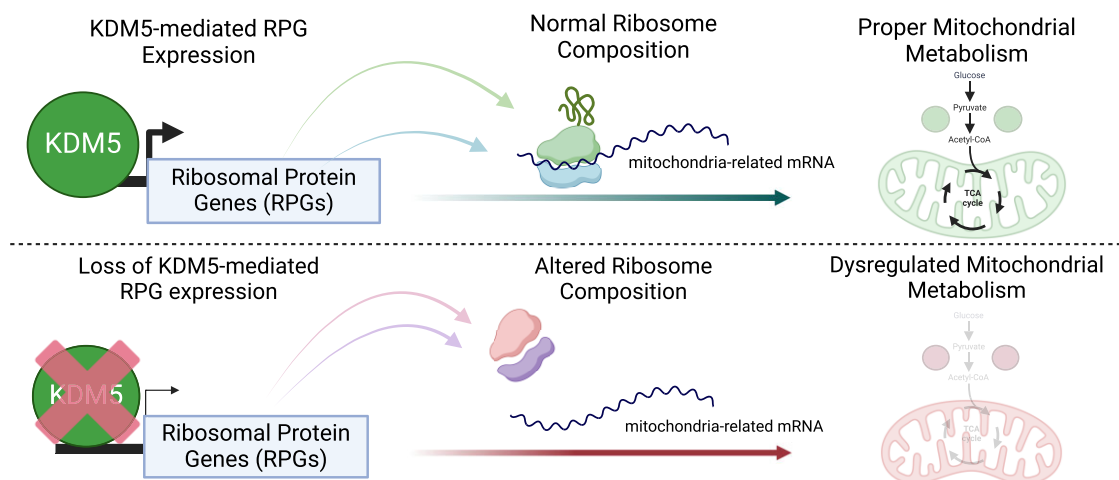 KDM5-mediated RPG
Expression
Normal Ribosome
Composition
Proper Mitochondrial
Metabolism
KDM5
Ribosomal Protein
Genes (RPGs)
mitochondria-related mRNA
Glucose
Pyruvate
Acetyl-CoA
TCA
cycle
Loss of KDM5-mediated
RPG expression
Altered Ribosome
Composition
Dysregulated Mitochondrial
Metabolism
KDM5
Ribosomal Protein
Genes (RPGs)
mitochondria-related mRNA
Glucose
Pyruvate
Acetyl-CoA
TCA
cycle